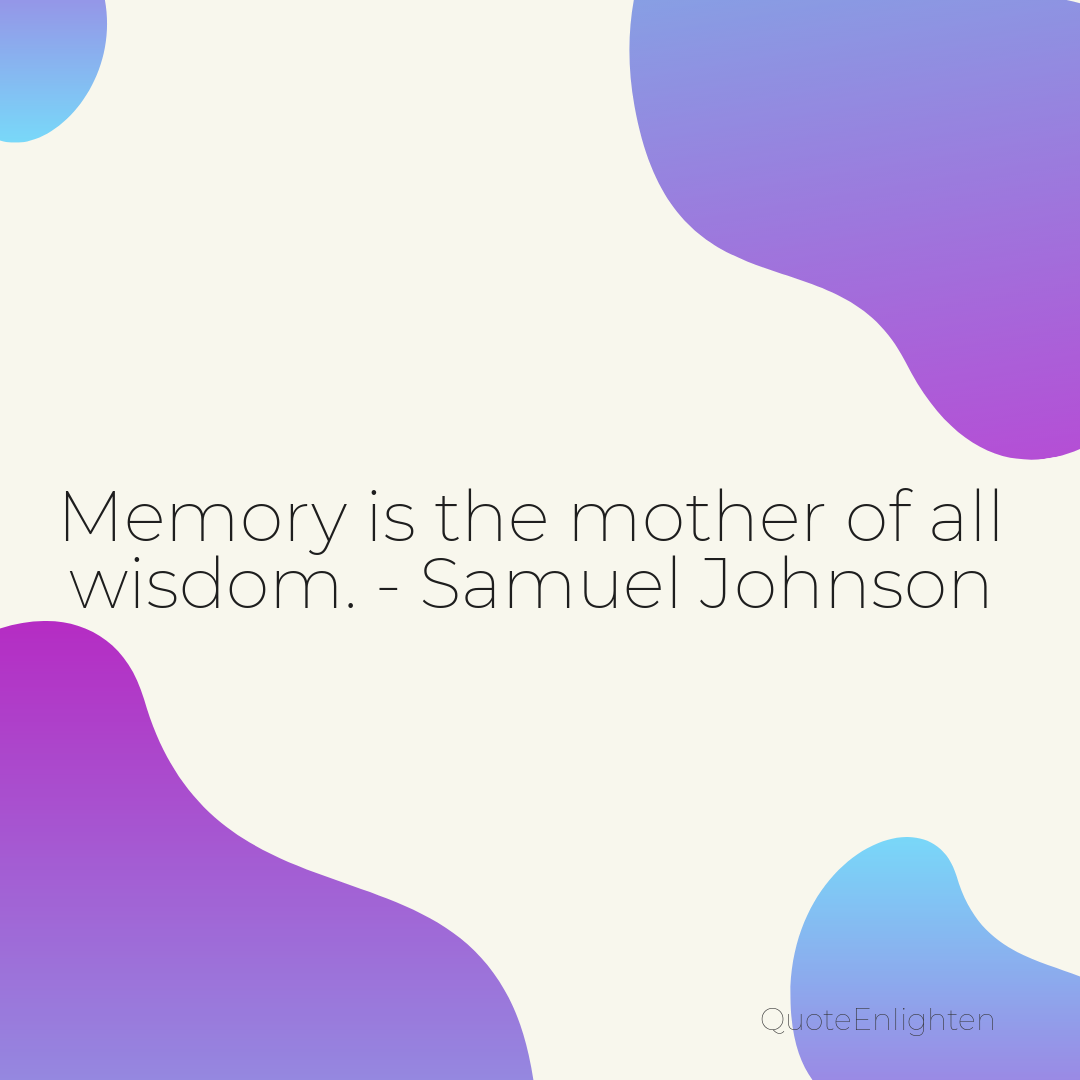 Memory is the mother of all
wisdom. - Samuel Johnson
QuoteEnlighten